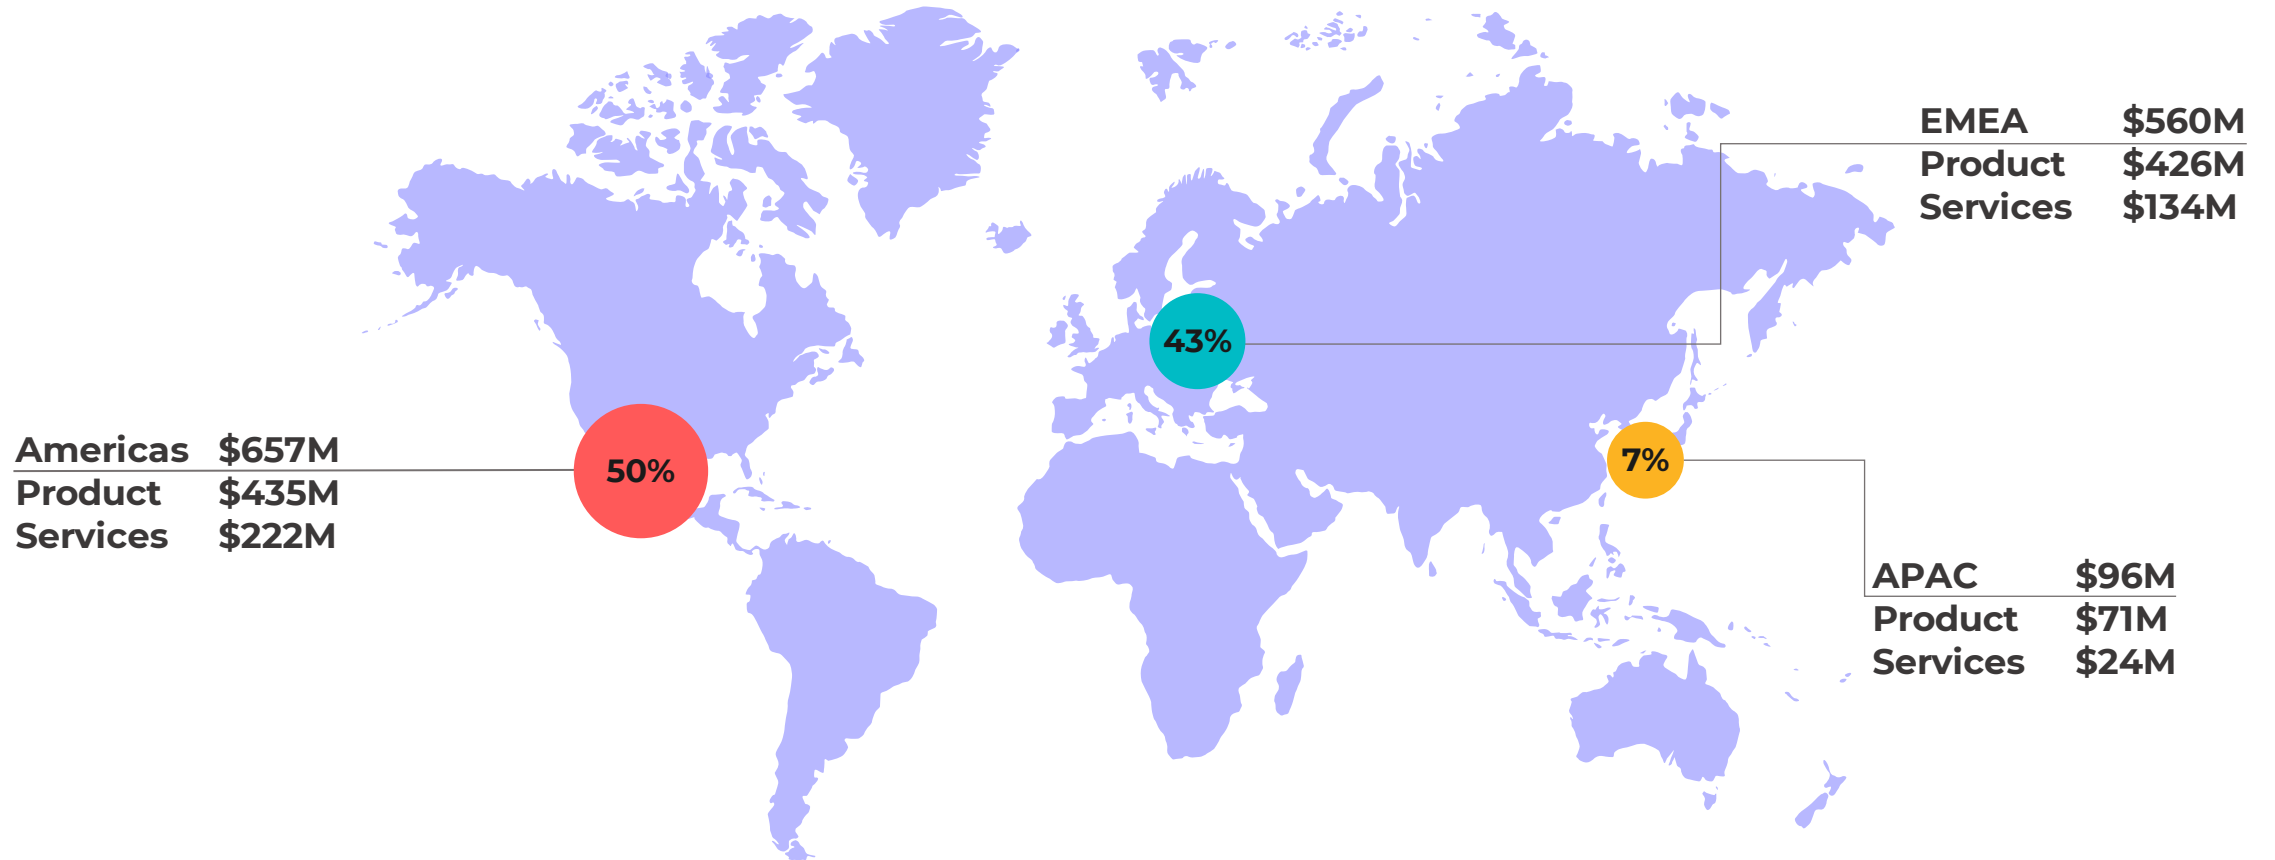 EMEA $560M
Product $426M
Services $134M
43%
Americas $657M
Product $435M
Services $222M
50%
7%
APAC $96M
Product $71M
Services $24M